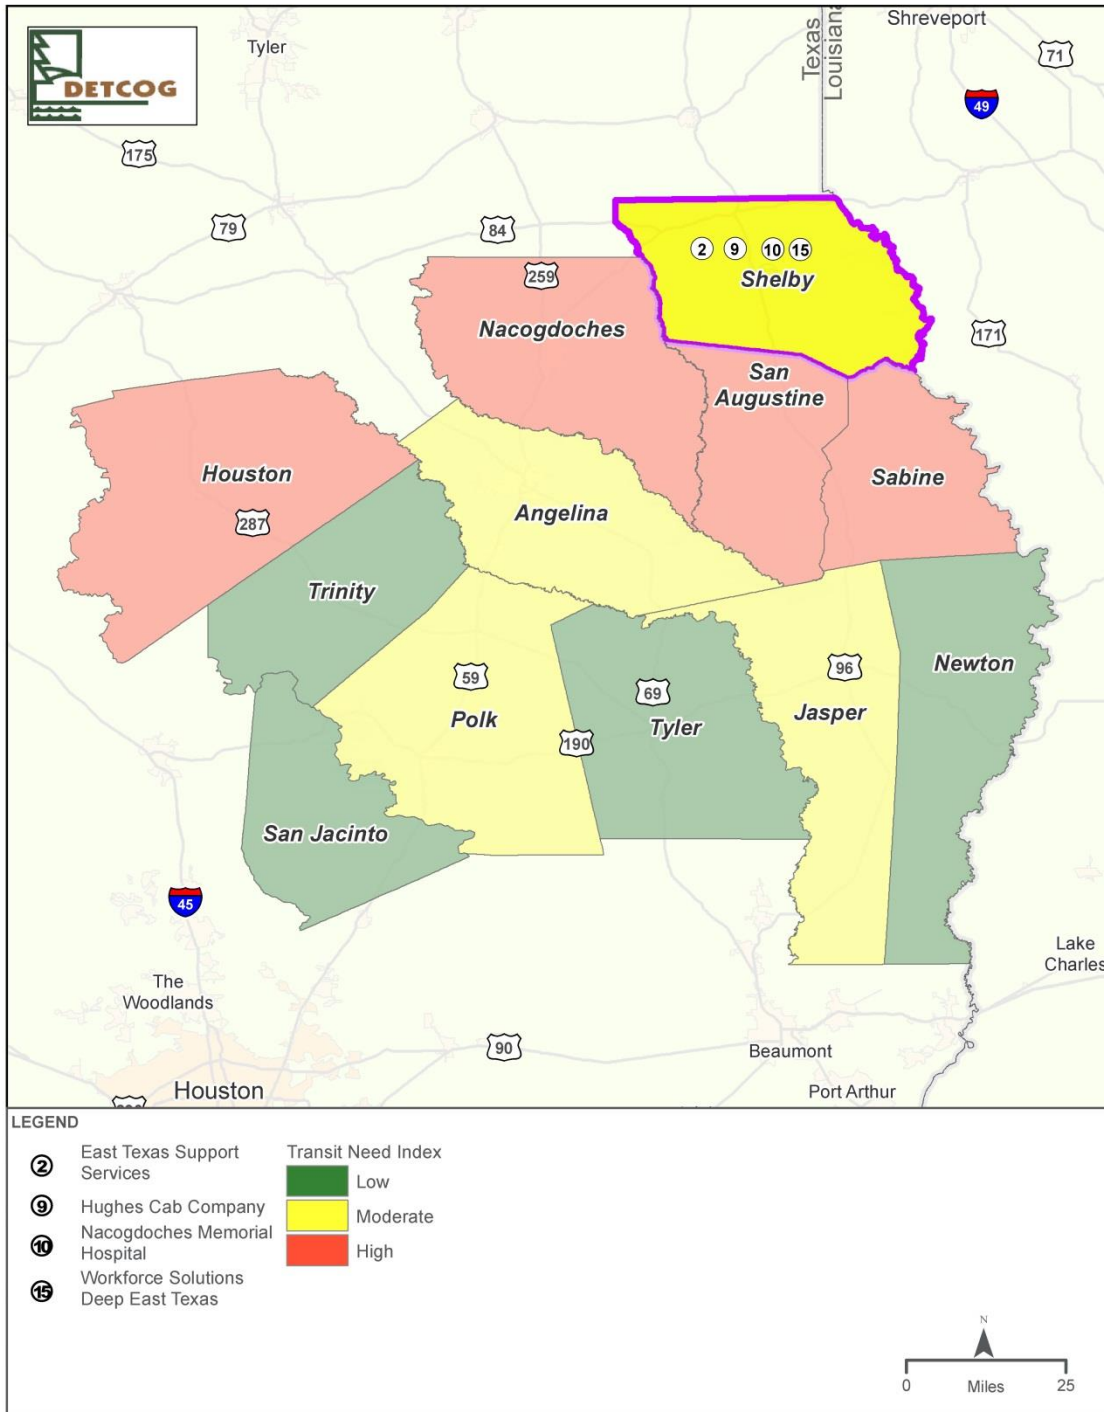 Shreveport
Tyler
Texas
Louisiana
71
DETCOG
49
175
79
84
2 9 10 15
259
Shelby
Nacogdoches
171
San
Augustine
Houston
Sabine
Angelina
287
Trinity
Newton
59
96
69
Polk
Jasper
Tyler
190
San Jacinto
45
Lake
Charles
The
Woodlands
90
Beaumont
Houston
Port Arthur
LEGEND
2 East Texas Support
Services
9 Hughes Cab Company
10 Nacogdoches Memorial
Hospital
15 Workforce Solutions
Deep East Texas
Transit Need Index
Low
Moderate
High
N
0 Miles 25